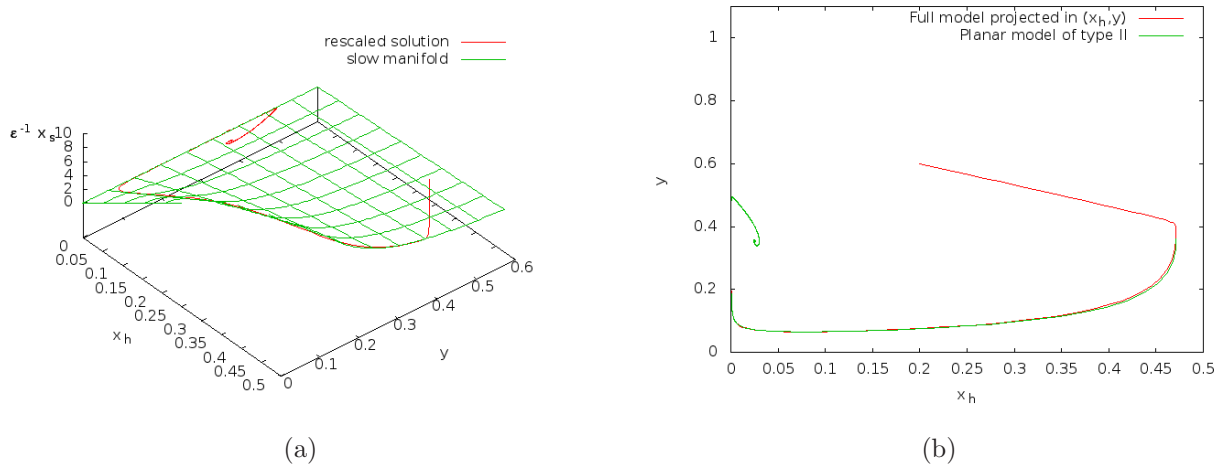 rescaled solution
slow manifold
ε⁻¹ xₛ
10
8
6
4
2
0
0
0.05
0.1
0.15
0.2
0.25
0.3
0.35
0.4
0.45
0.5
x_h
0
0.1
0.2
0.3
0.4
0.5
0.6
y
(a)
Full model projected in (x_h,y)
Planar model of type II
1
0.8
0.6
0.4
0.2
0
y
0 0.05 0.1 0.15 0.2 0.25 0.3 0.35 0.4 0.45 0.5
x_h
(b)